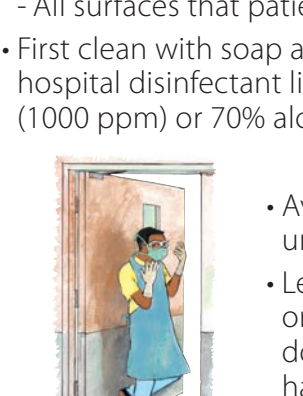 - All surfaces that patie
• First clean with soap a
hospital disinfectant li
(1000 ppm) or 70% alc
• Av
un
• Le
or
do
ha